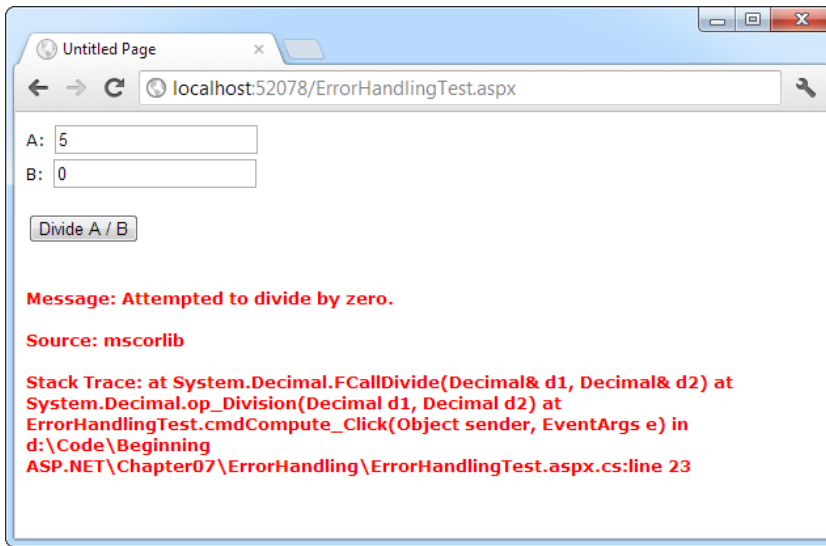 Untitled Page
localhost:52078/ErrorHandlingTest.aspx
A: 5
B: 0
Divide A / B
Message: Attempted to divide by zero.
Source: mscorlib
Stack Trace: at System.Decimal.FCallDivide(Decimal& d1, Decimal& d2) at
System.Decimal.op_Division(Decimal d1, Decimal d2) at
ErrorHandlingTest.cmdCompute_Click(Object sender, EventArgs e) in
d:\Code\Beginning
ASP.NET\Chapter07\ErrorHandling\ErrorHandlingTest.aspx.cs:line 23